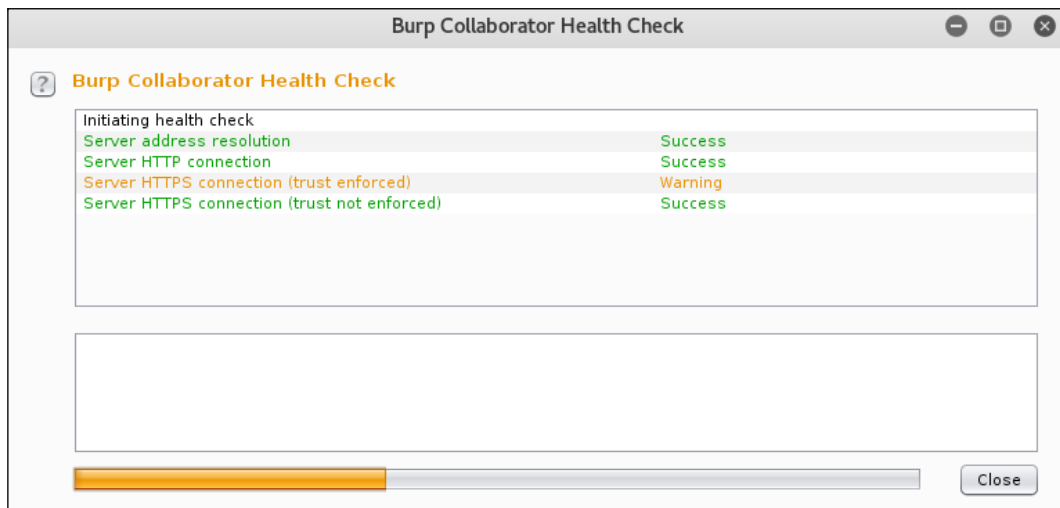 Burp Collaborator Health Check
?
Burp Collaborator Health Check
Initiating health check
Server address resolution Success
Server HTTP connection Success
Server HTTPS connection (trust enforced) Warning
Server HTTPS connection (trust not enforced) Success
Close